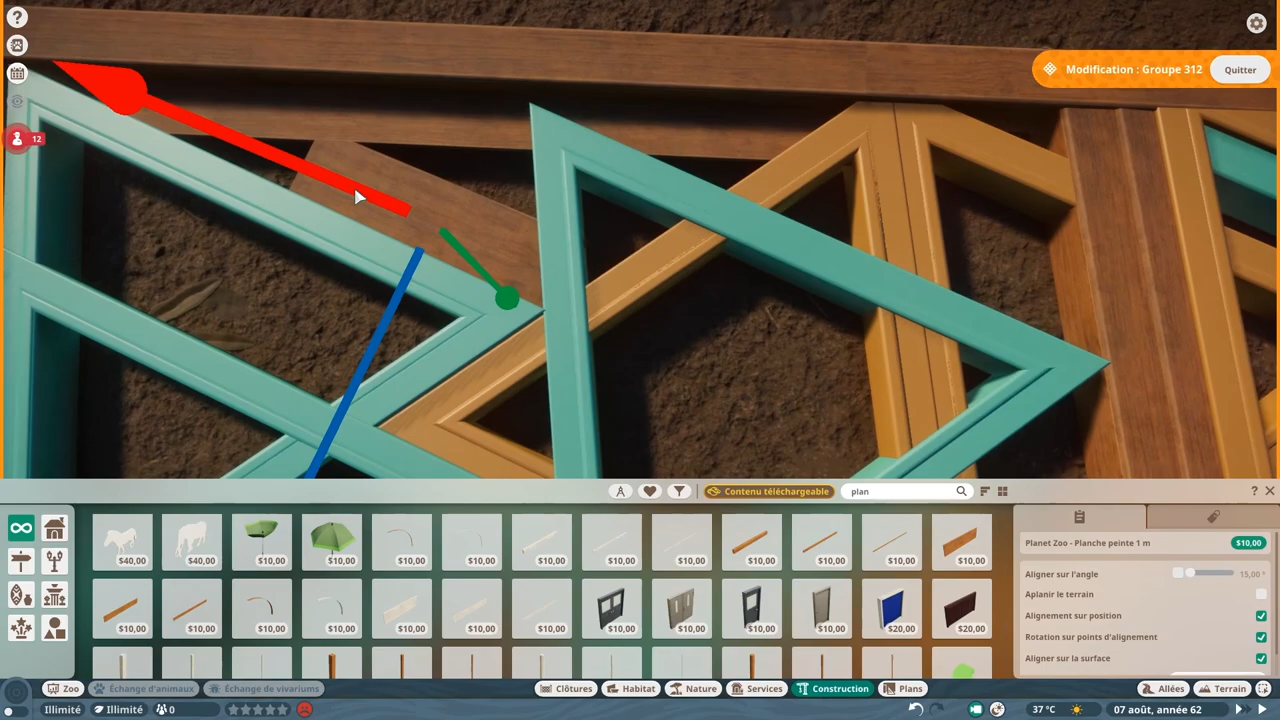 ?
Modification : Groupe 312
Quitter
12
Contenu téléchargeable
plan
? ×
$40,00 $40,00 $10,00 $10,00 $10,00 $10,00 $10,00 $10,00 $10,00 $10,00 $10,00 $10,00 $10,00
$10,00 $10,00 $10,00 $10,00 $10,00 $10,00 $10,00 $10,00 $10,00 $10,00 $10,00 $20,00 $20,00
Planet Zoo - Planche peinte 1 m $10,00
Aligner sur l'angle 15,00 °
Aplanir le terrain
Alignement sur position
Rotation sur points d'alignement
Aligner sur la surface
Zoo Échange d'animaux Échange de vivariums Clôtures Habitat Nature Services Construction Plans Allées Terrain
Illimité Illimité 0 37 °C 07 août, année 62